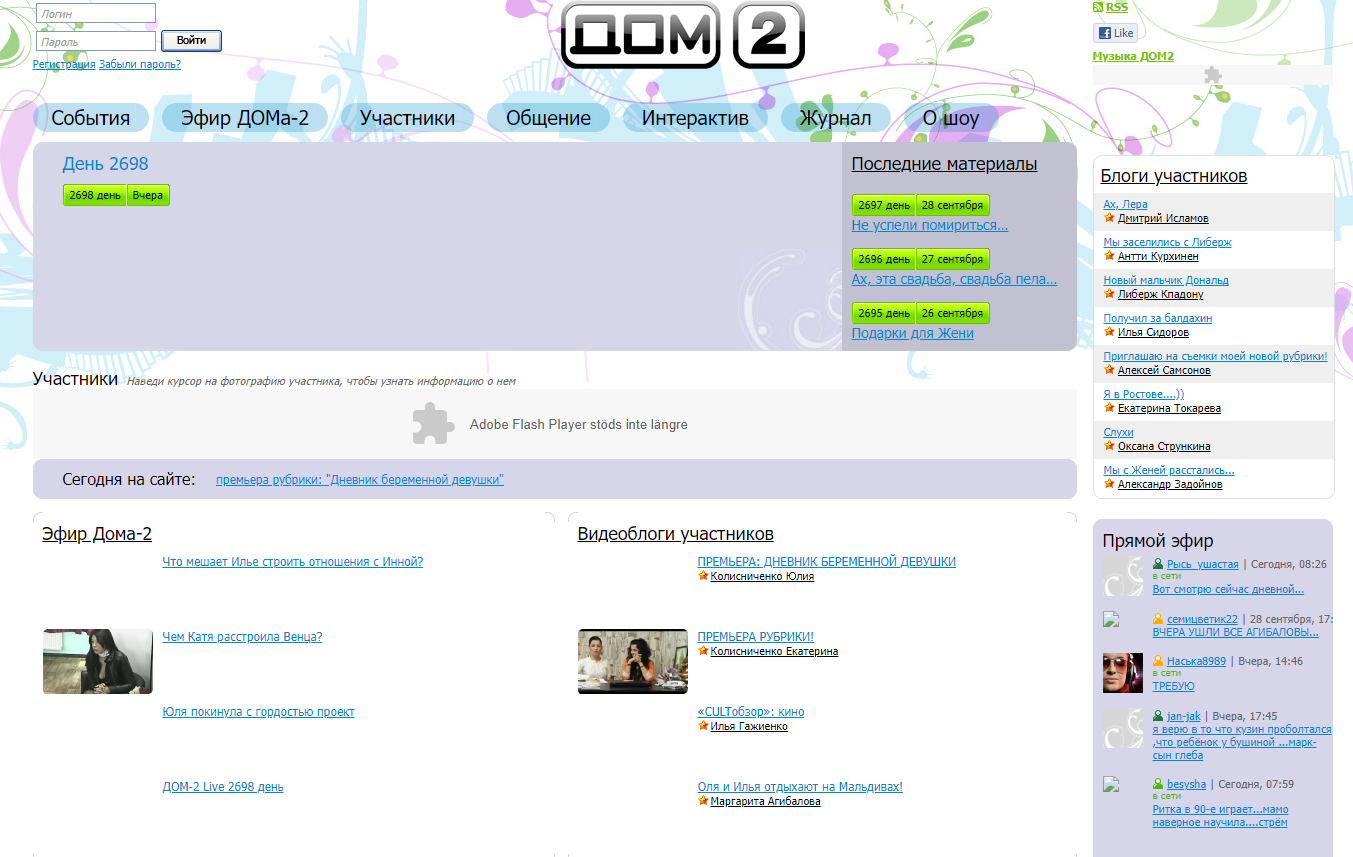 Логин
Пароль
Войти
Регистрация Забыли пароль?
ДОМ 2
RSS
Like
Музыка ДОМ2
События
Эфир ДОМа-2
Участники
Общение
Интерактив
Журнал
О шоу
День 2698
2698 день Вчера
Последние материалы
2697 день 28 сентября
Не успели помириться...
2696 день 27 сентября
Ах, эта свадьба, свадьба пела...
2695 день 26 сентября
Подарки для Жени
Блоги участников
Ах, Лера
Дмитрий Исламов
Мы заселились с Либерж
Антти Курхинен
Новый мальчик Дональд
Либерж Кпадону
Получил за балдахин
Илья Сидоров
Приглашаю на съемки моей новой рубрики!
Алексей Самсонов
Я в Ростове....))
Екатерина Токарева
Слухи
Оксана Стрункина
Мы с Женей расстались...
Александр Задойнов
Участники Наведи курсор на фотографию участника, чтобы узнать информацию о нем
Adobe Flash Player stöds inte längre
Сегодня на сайте: премьера рубрики: "Дневник беременной девушки"
Эфир Дома-2
Что мешает Илье строить отношения с Инной?
Чем Катя расстроила Венца?
Юля покинула с гордостью проект
ДОМ-2 Live 2698 день
Видеоблоги участников
ПРЕМЬЕРА: ДНЕВНИК БЕРЕМЕННОЙ ДЕВУШКИ
Колисниченко Юлия
ПРЕМЬЕРА РУБРИКИ!
Колисниченко Екатерина
«CULTобзор»: кино
Илья Гажиенко
Оля и Илья отдыхают на Мальдивах!
Маргарита Агибалова
Прямой эфир
Рысь_ушастая | Сегодня, 08:26
в сети
Вот смотрю сейчас дневной...
семицветик22 | 28 сентября, 17:
ВЧЕРА УШЛИ ВСЕ АГИБАЛОВЫ...
Наська8989 | Вчера, 14:46
в сети
ТРЕБУЮ
jan-jak | Вчера, 17:45
я верю в то что кузин проболтался
,что ребёнок у бушиной ...марк-
сын глеба
besysha | Сегодня, 07:59
в сети
Ритка в 90-е играет...мамо
наверное научила....стрём